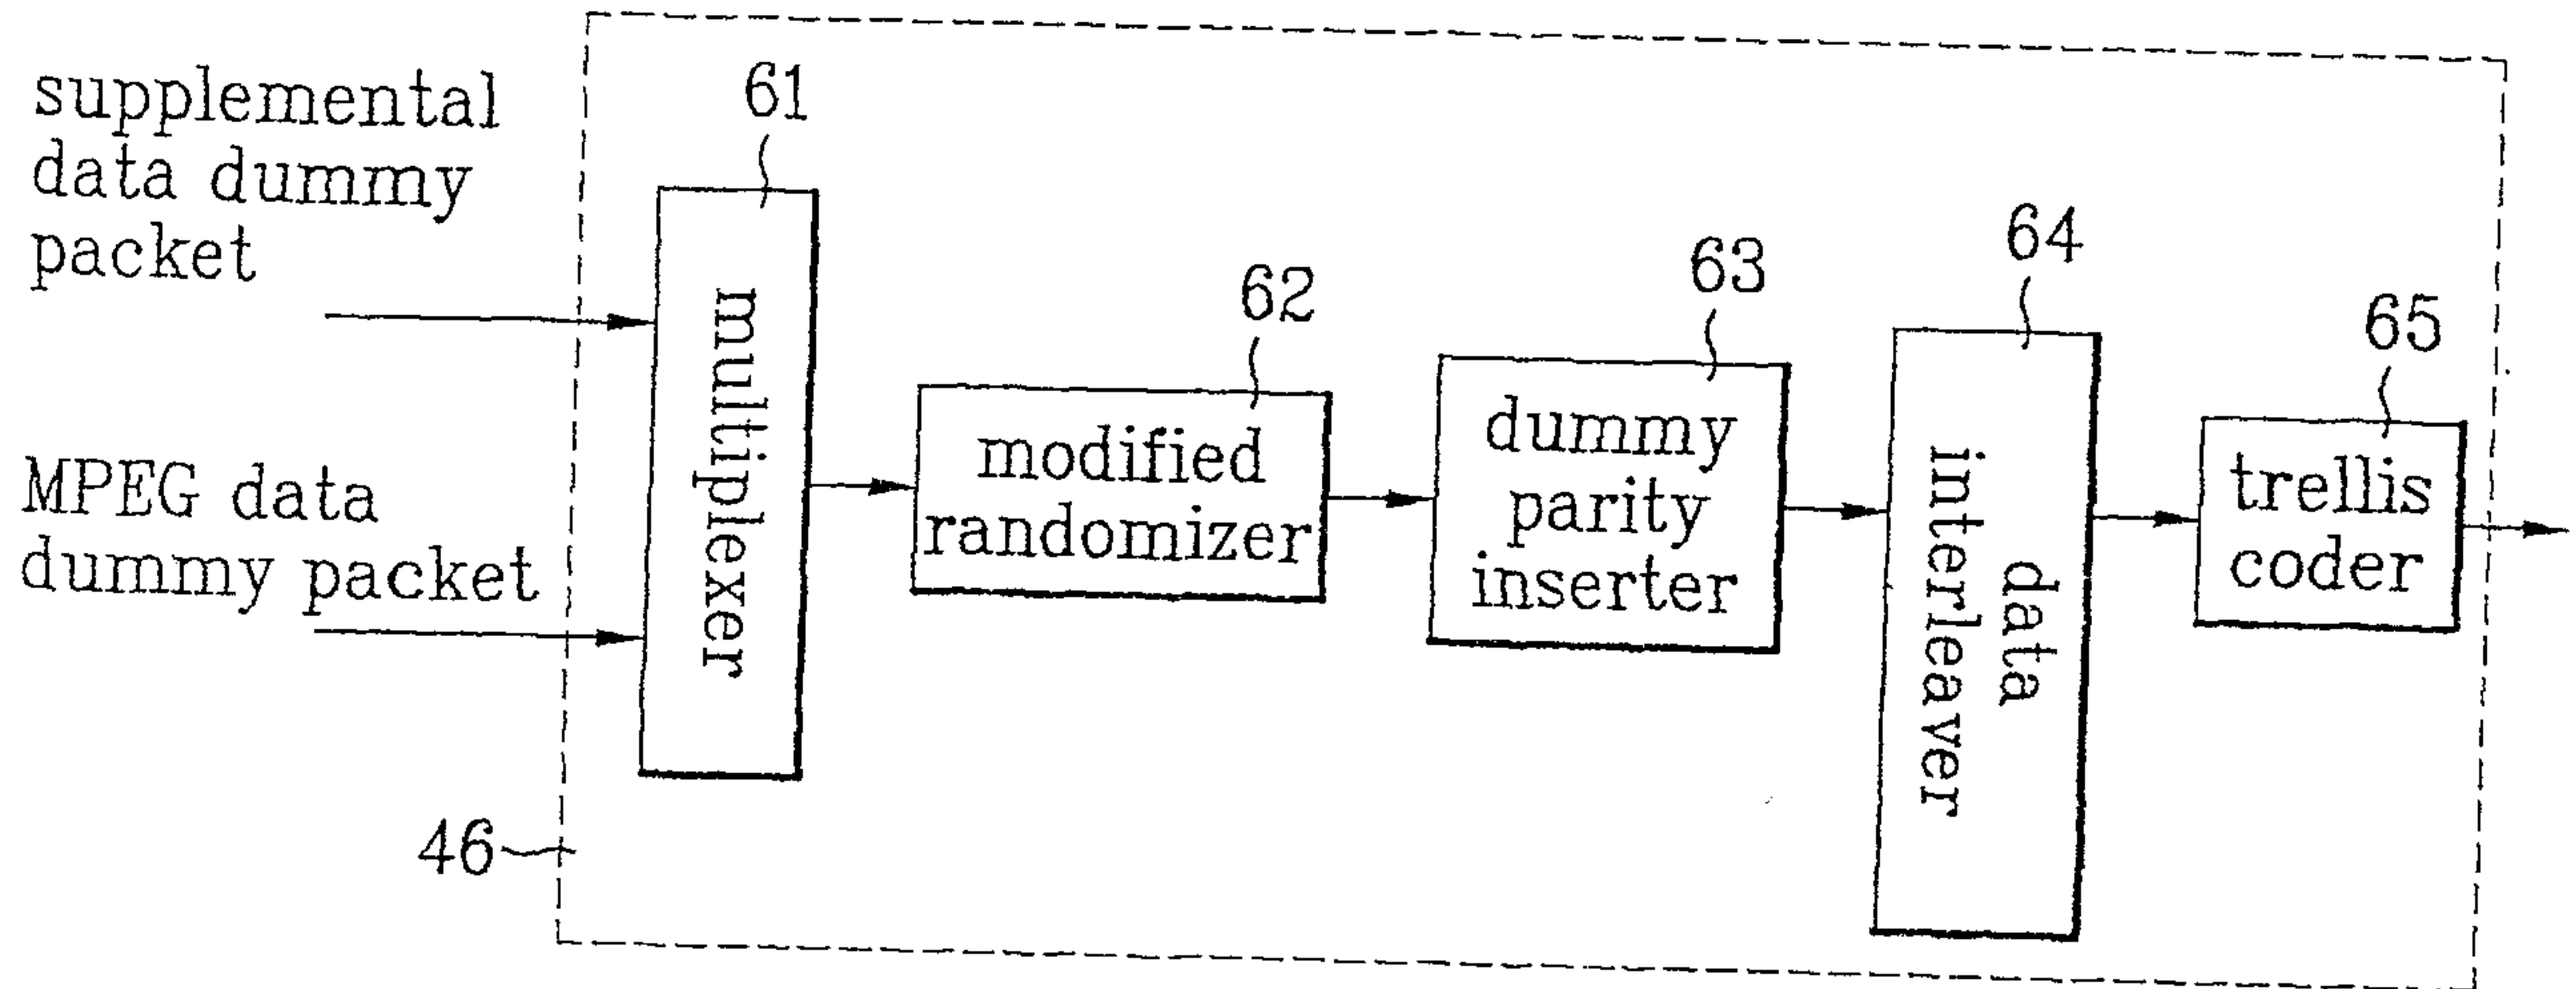 supplemental
data dummy
packet
MPEG data
dummy packet
46
61
multiplexer
62
modified
randomizer
63
dummy
parity
inserter
64
data
interleaver
65
trellis
coder